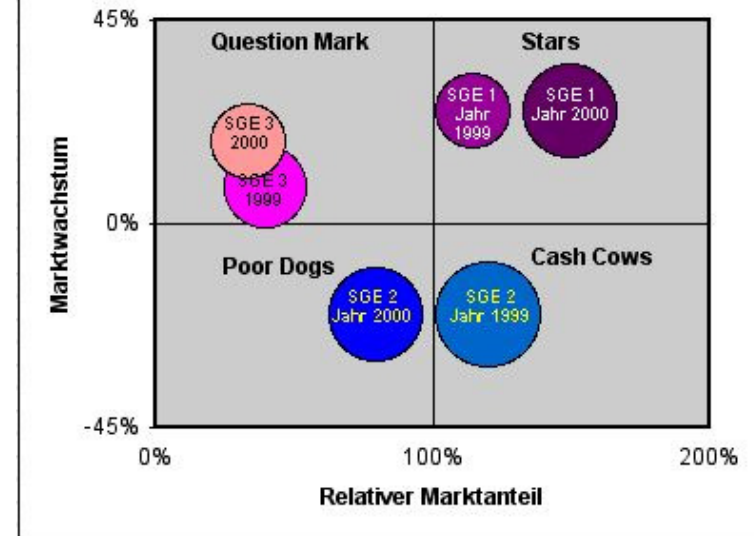 45%
Question Mark
Stars
SGE 1
Jahr
1999
SGE 1
Jahr 2000
SGE 3
2000
SGE 3
1999
Marktwachstum
0%
Poor Dogs
Cash Cows
SGE 2
Jahr 2000
SGE 2
Jahr 1999
-45%
0%
100%
200%
Relativer Marktanteil